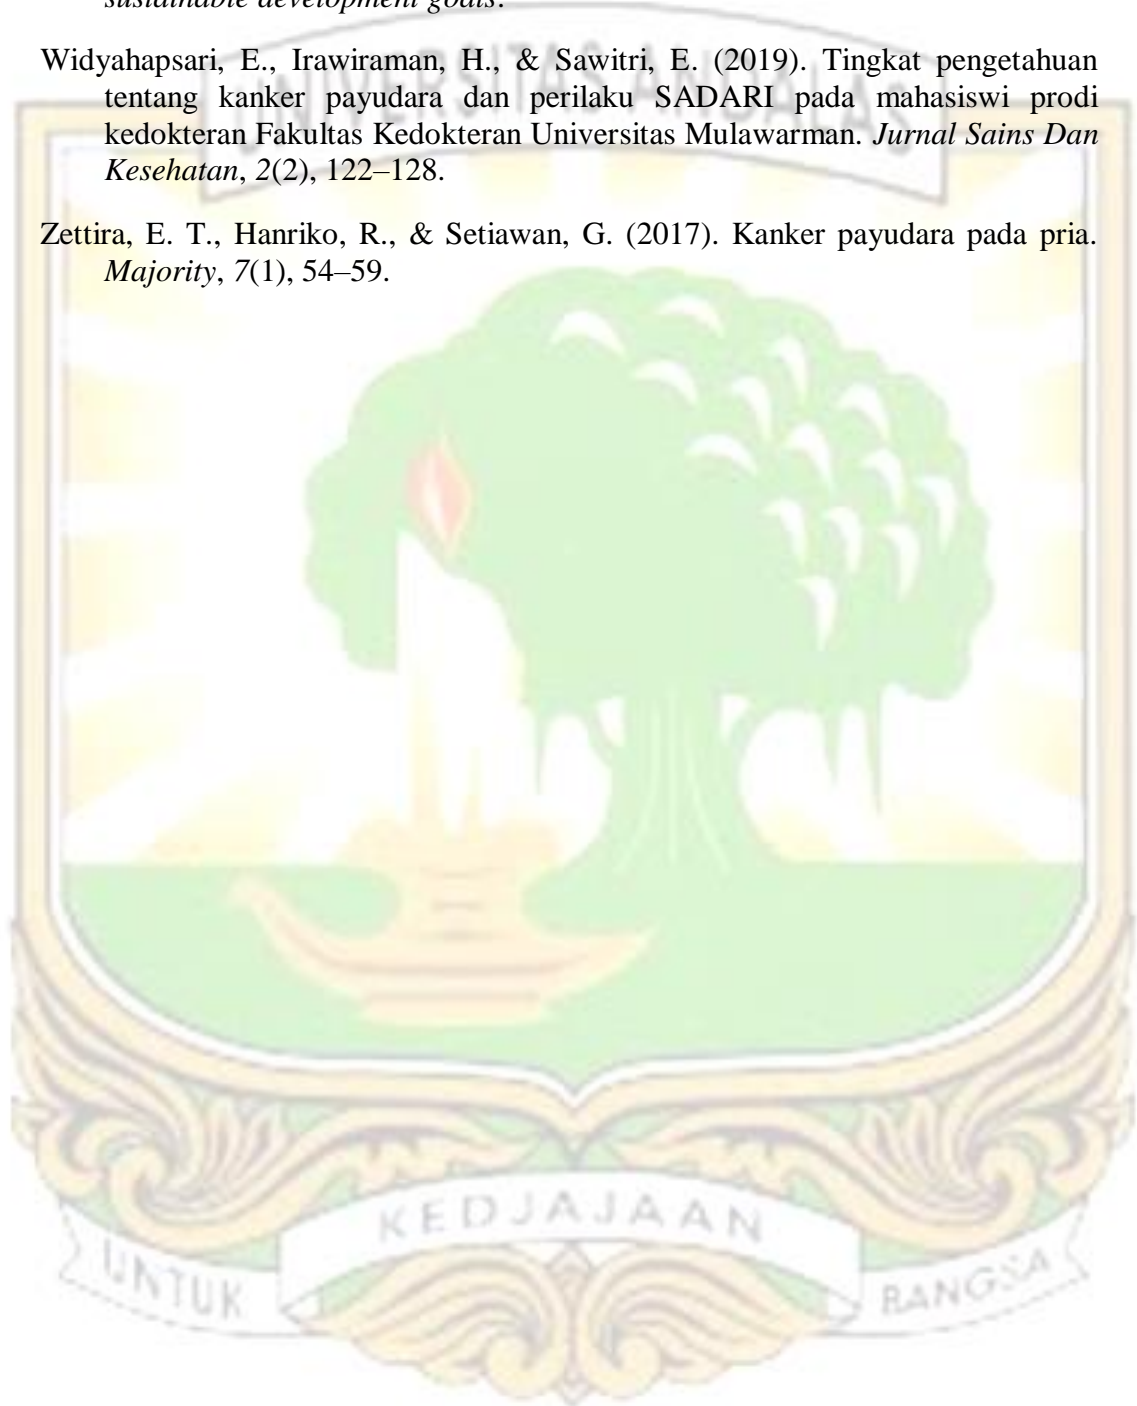 sustainable development goals.
UNIVERSITAS ANDALAS
Widyahapsari, E., Irawiraman, H., & Sawitri, E. (2019). Tingkat pengetahuan
tentang kanker payudara dan perilaku SADARI pada mahasiswi prodi
kedokteran Fakultas Kedokteran Universitas Mulawarman. Jurnal Sains Dan
Kesehatan, 2(2), 122–128.
Zettira, E. T., Hanriko, R., & Setiawan, G. (2017). Kanker payudara pada pria.
Majority, 7(1), 54–59.
UNTUK KEDJAJAAN BANGSA